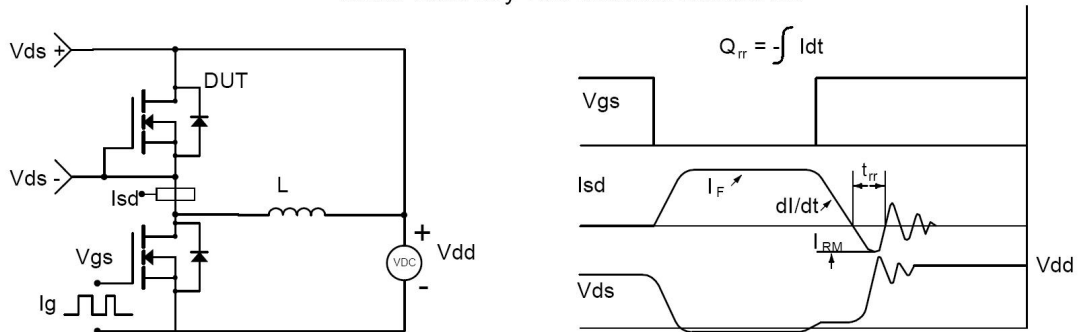 Vds +
DUT
Vds -
Isd
L
Vgs
Ig
+
VDC
-
Vdd
Qrr = -∫ Idt
Vgs
Isd
IF
trr
dI/dt
IRM
Vdd
Vds